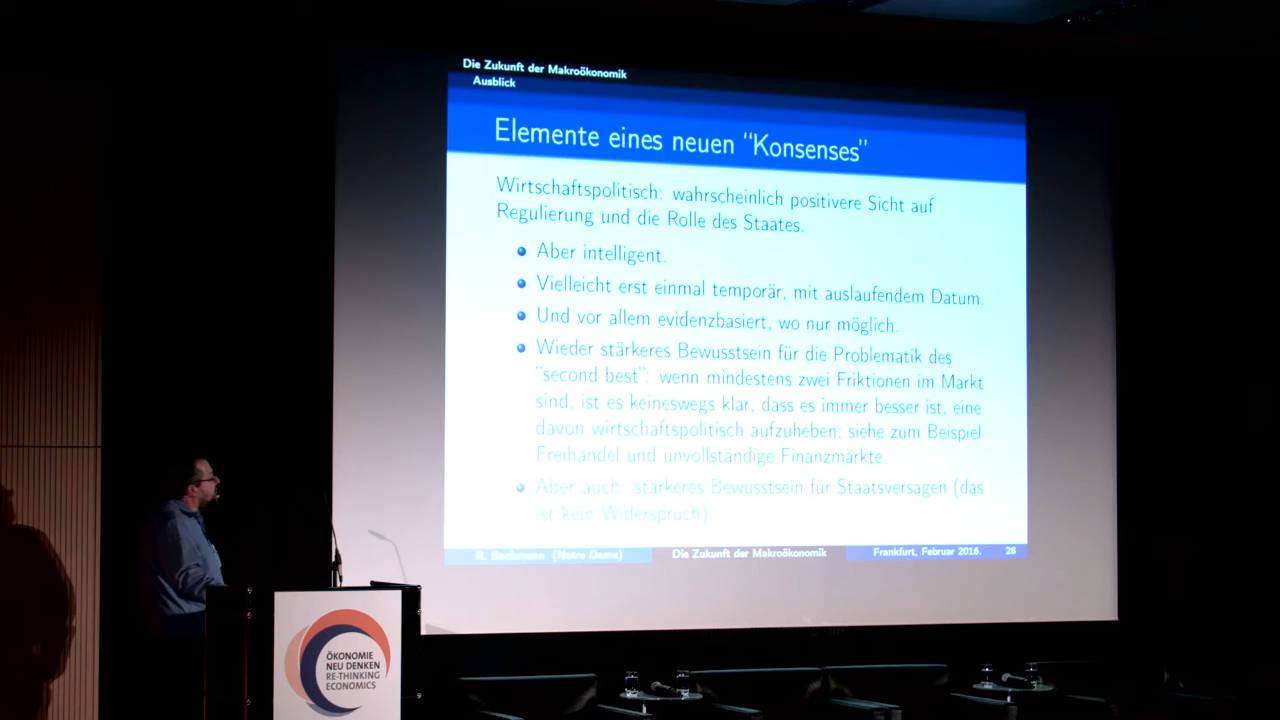 Die Zukunft der Makroökonomik
Ausblick
Elemente eines neuen “Konsenses”
Wirtschaftspolitisch: wahrscheinlich positivere Sicht auf
Regulierung und die Rolle des Staates.
Aber intelligent.
Vielleicht erst einmal temporär, mit auslaufendem Datum.
Und vor allem evidenzbasiert, wo nur möglich.
Wieder stärkeres Bewusstsein für die Problematik des
“second best”: wenn mindestens zwei Friktionen im Markt
sind, ist es keineswegs klar, dass es immer besser ist, eine
davon wirtschaftspolitisch aufzuheben; siehe zum Beispiel
Freihandel und unvollständige Finanzmärkte.
Aber auch: stärkeres Bewusstsein für Staatsversagen (das
ist kein Widerspruch).
R. Bachmann (Notre Dame)
Die Zukunft der Makroökonomik
Frankfurt, Februar 2016.
28
ÖKONOMIE
NEU DENKEN
RE-THINKING
ECONOMICS